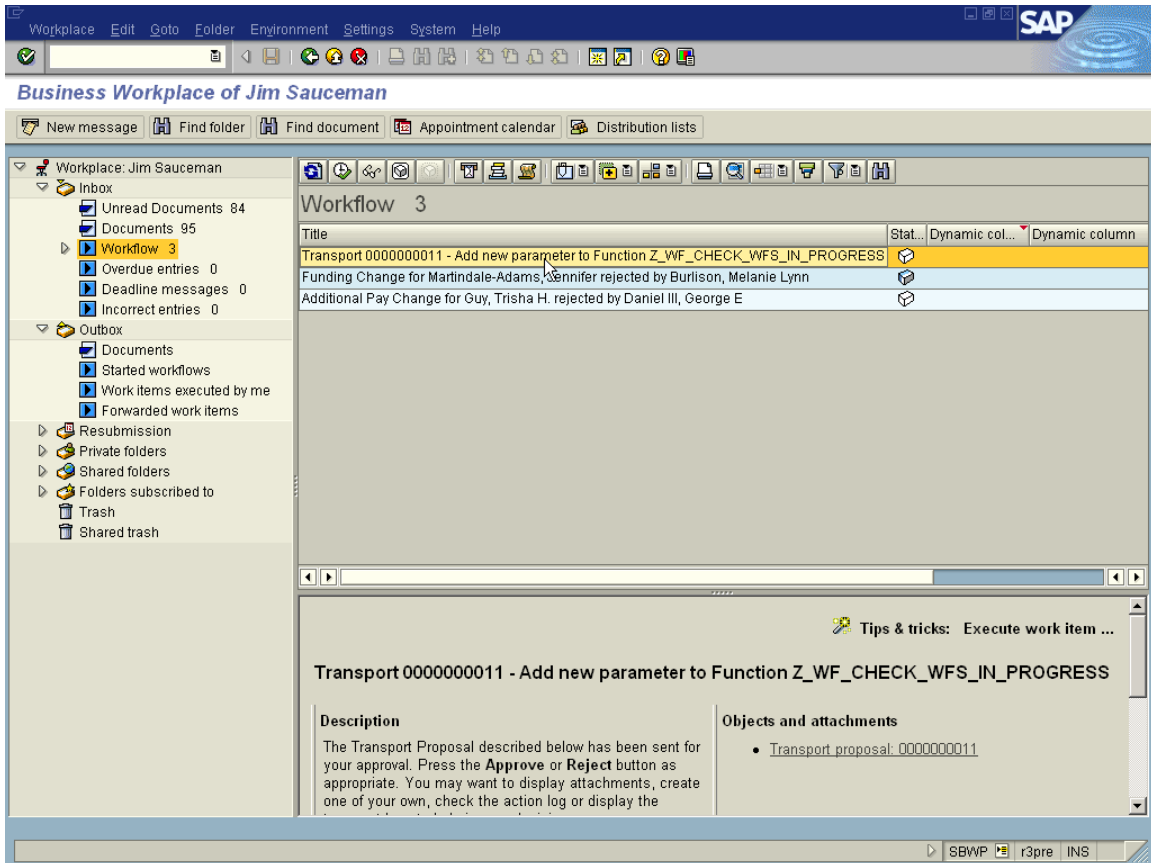 Workplace Edit Goto Folder Environment Settings System Help
SAP
Business Workplace of Jim Sauceman
New message Find folder Find document Appointment calendar Distribution lists
Workplace: Jim Sauceman
Inbox
Unread Documents 84
Documents 95
Workflow 3
Overdue entries 0
Deadline messages 0
Incorrect entries 0
Outbox
Documents
Started workflows
Work items executed by me
Forwarded work items
Resubmission
Private folders
Shared folders
Folders subscribed to
Trash
Shared trash
Workflow 3
Title Stat... Dynamic col... Dynamic column
Transport 0000000011 - Add new parameter to Function Z_WF_CHECK_WFS_IN_PROGRESS
Funding Change for Martindale-Adams, Jennifer rejected by Burlison, Melanie Lynn
Additional Pay Change for Guy, Trisha H. rejected by Daniel III, George E
Tips & tricks: Execute work item ...
Transport 0000000011 - Add new parameter to Function Z_WF_CHECK_WFS_IN_PROGRESS
Description
The Transport Proposal described below has been sent for
your approval. Press the Approve or Reject button as
appropriate. You may want to display attachments, create
one of your own, check the action log or display the
Objects and attachments
Transport proposal: 0000000011
SBWP r3pre INS